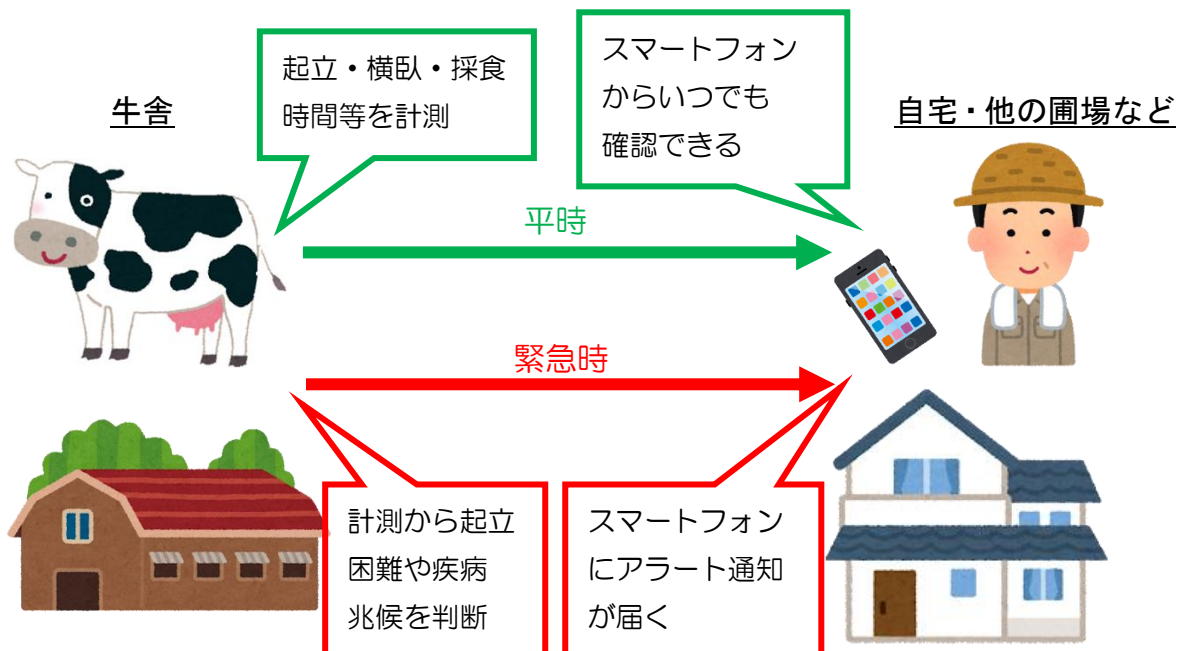 牛舎
起立・横臥・採食
時間等を計測
スマートフォン
からいつでも
確認できる
自宅・他の圃場など
平時
緊急時
計測から起立
困難や疾病
兆候を判断
スマートフォン
にアラート通知
が届く